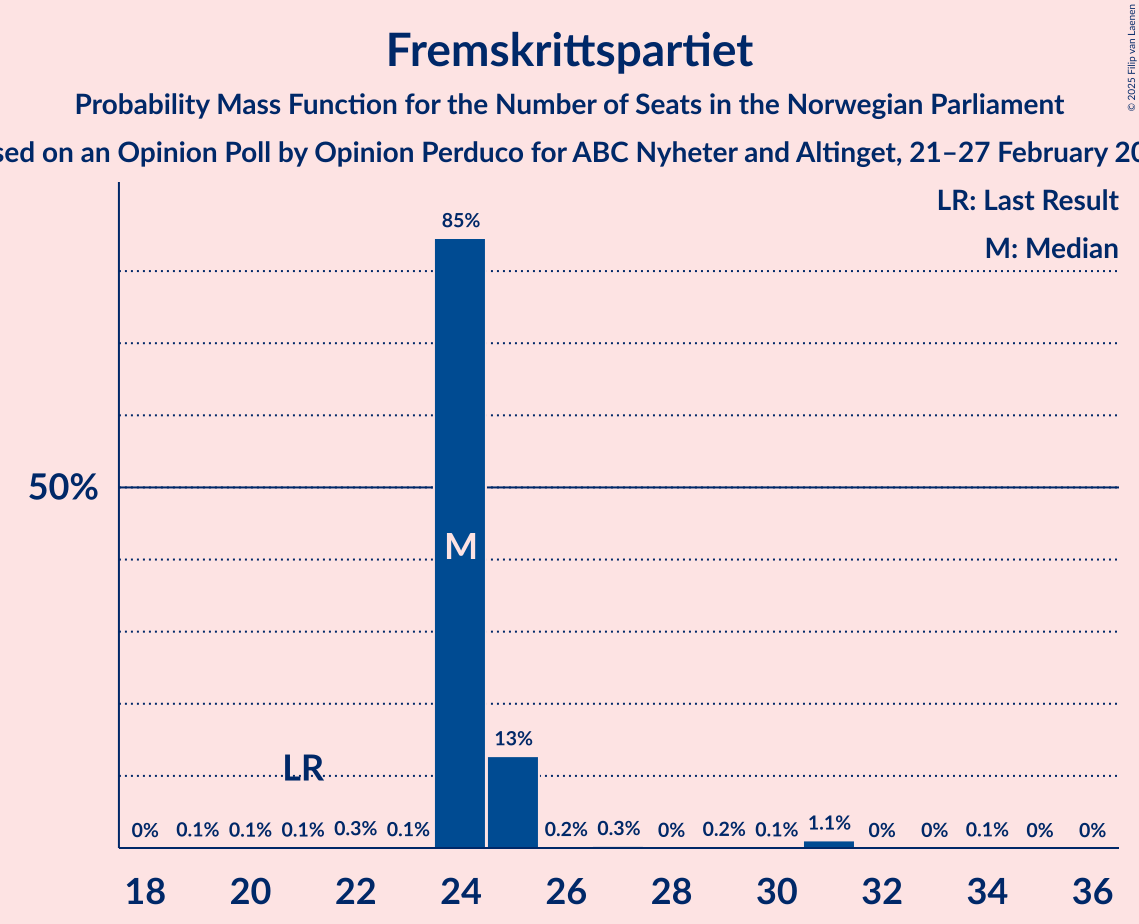 Fremskrittspartiet
Probability Mass Function for the Number of Seats in the Norwegian Parliament
on an Opinion Poll by Opinion Perduco for ABC Nyheter and Altinget, 21–27 February
© 2025 Filip van Laenen
LR: Last Result
M: Median
85%
50%
M
13%
LR
0% 0.1% 0.1% 0.1% 0.3% 0.1% 0.2% 0.3% 0% 0.2% 0.1% 1.1% 0% 0% 0.1% 0% 0%
18 20 22 24 26 28 30 32 34 36